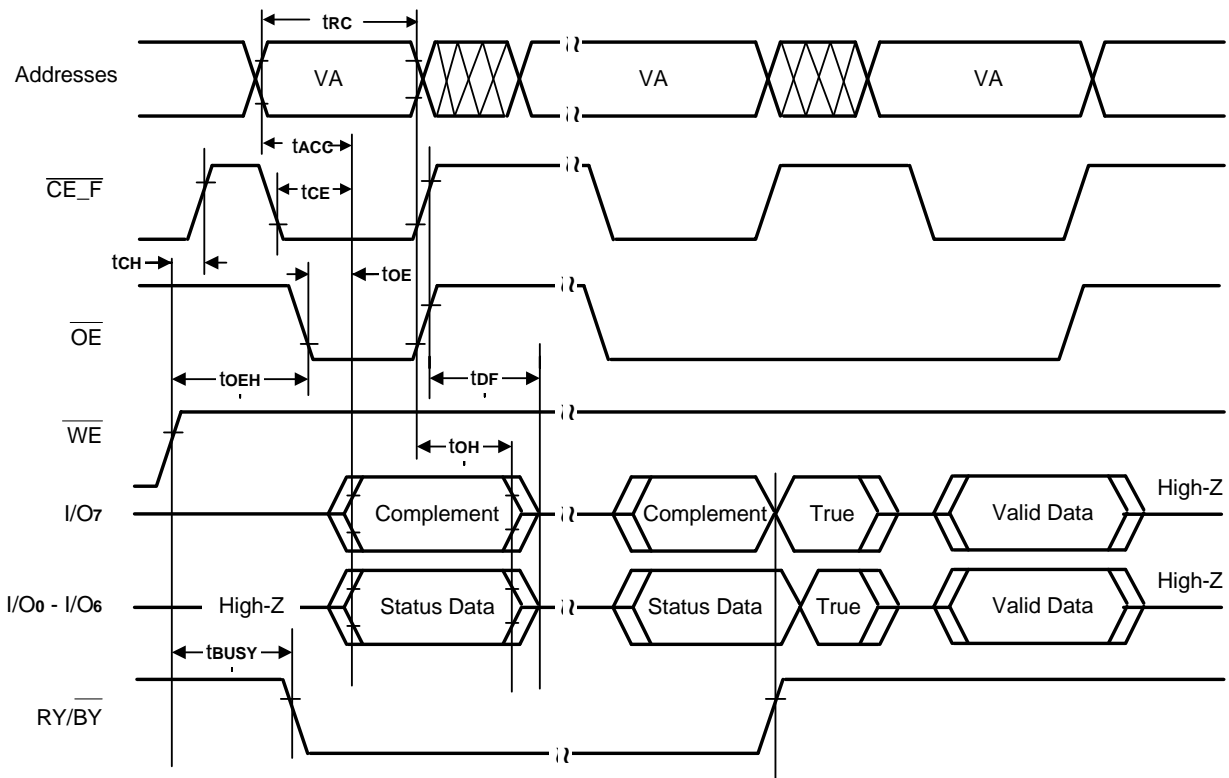 tRC
Addresses VA VA VA
tACC
CE_F tCE
tCH tOE
OE
tOEH tDF
WE
tOH
I/O7 Complement Complement True Valid Data High-Z
I/O0 - I/O6 High-Z Status Data Status Data True Valid Data High-Z
tBUSY
RY/BY